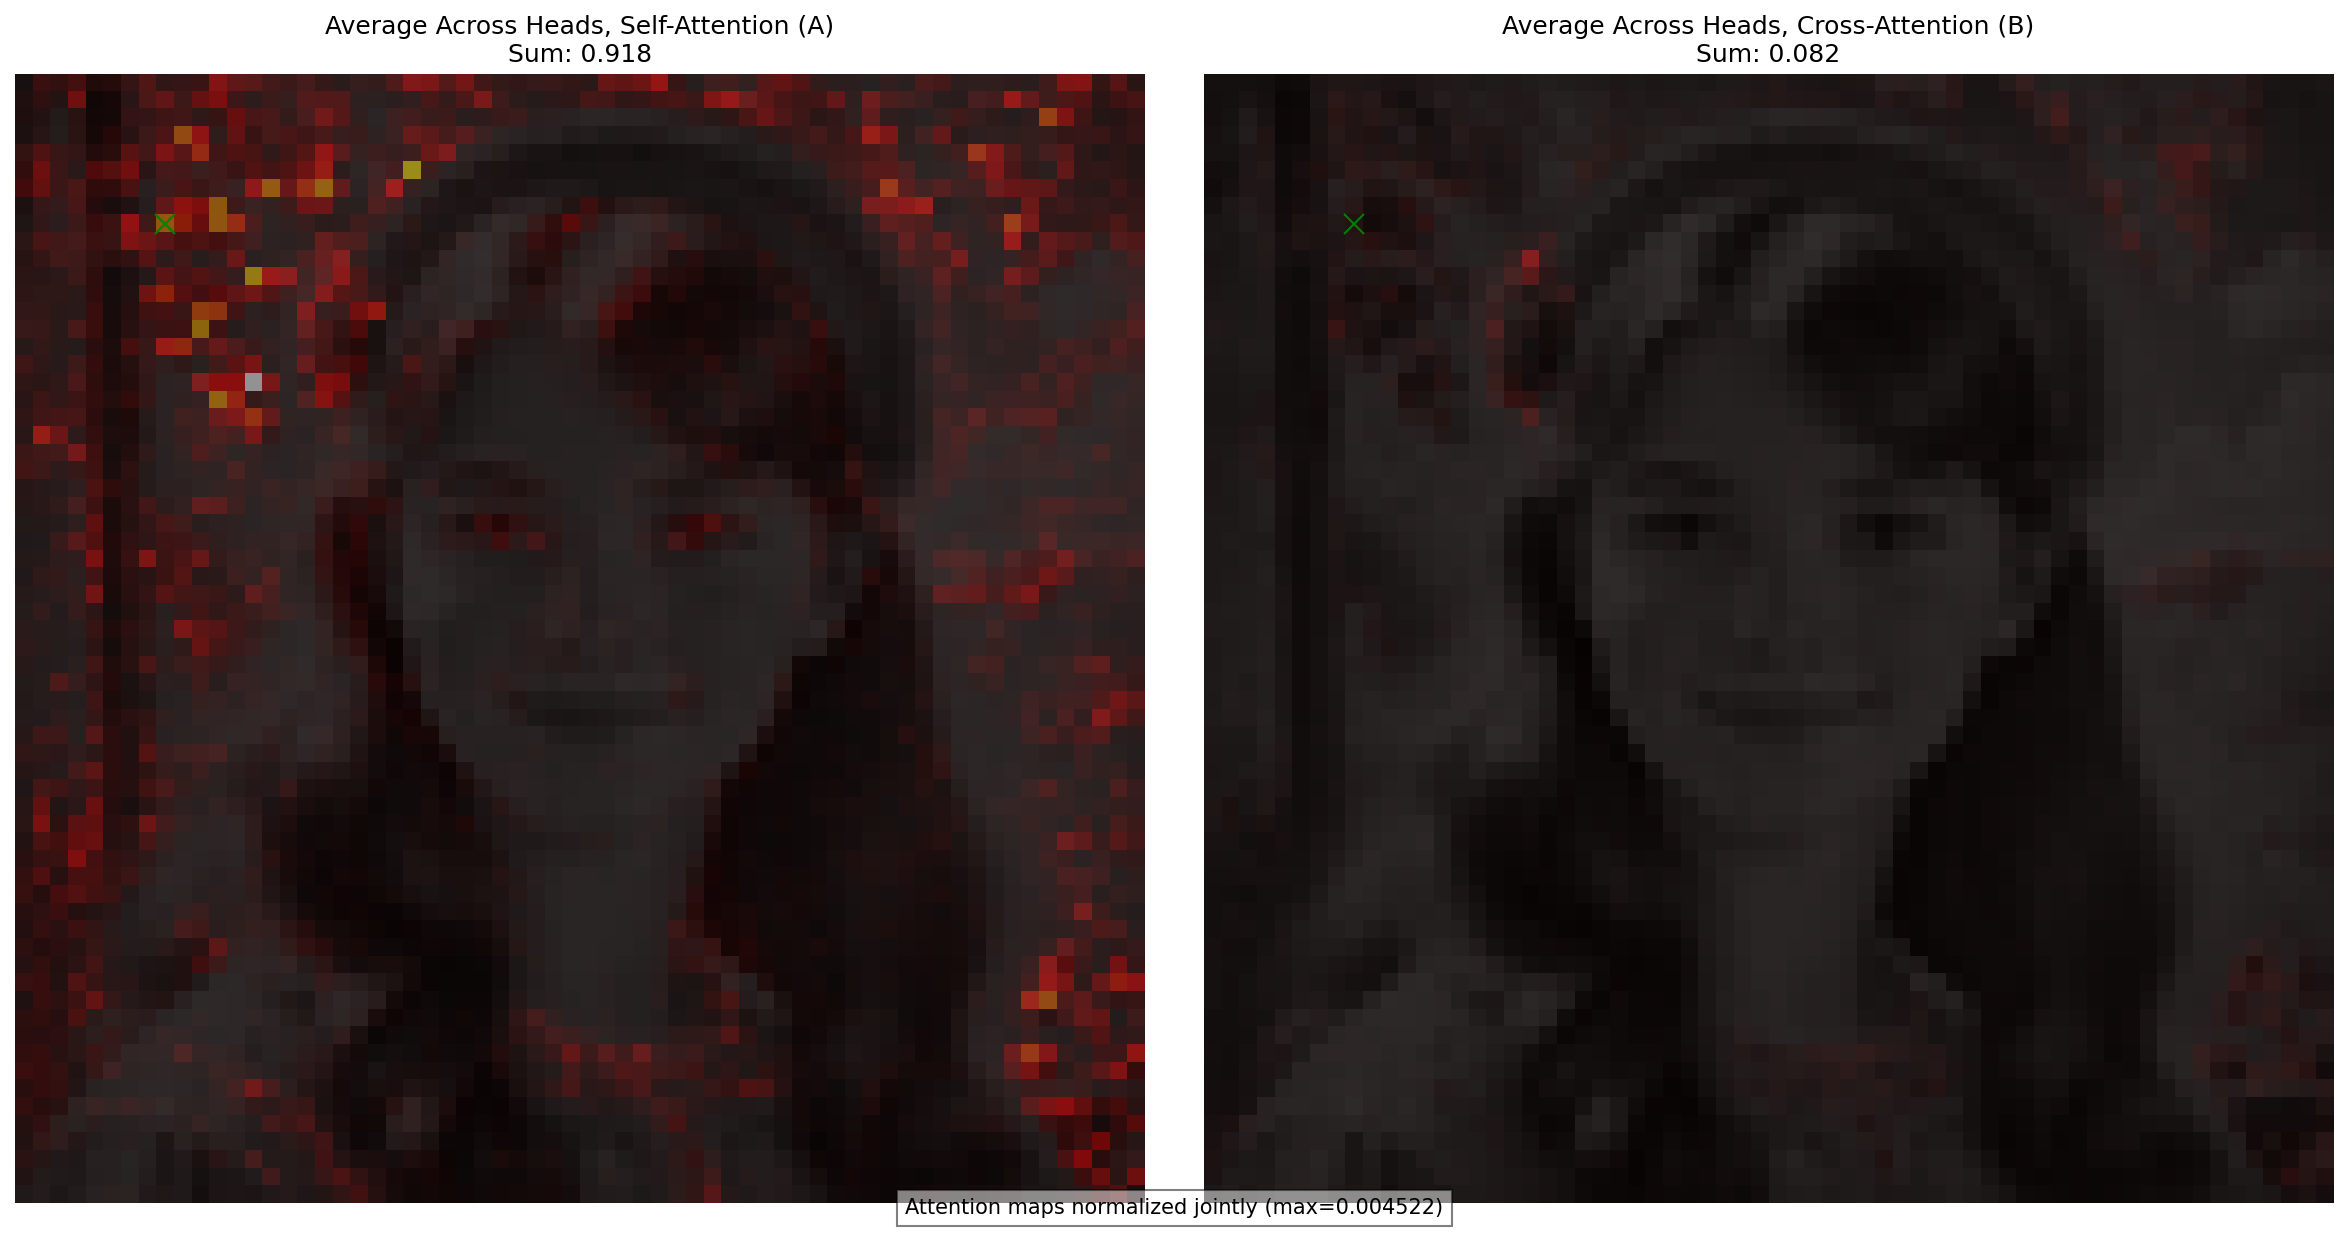 Average Across Heads, Self-Attention (A)
Sum: 0.918
Average Across Heads, Cross-Attention (B)
Sum: 0.082
Attention maps normalized jointly (max=0.004522)